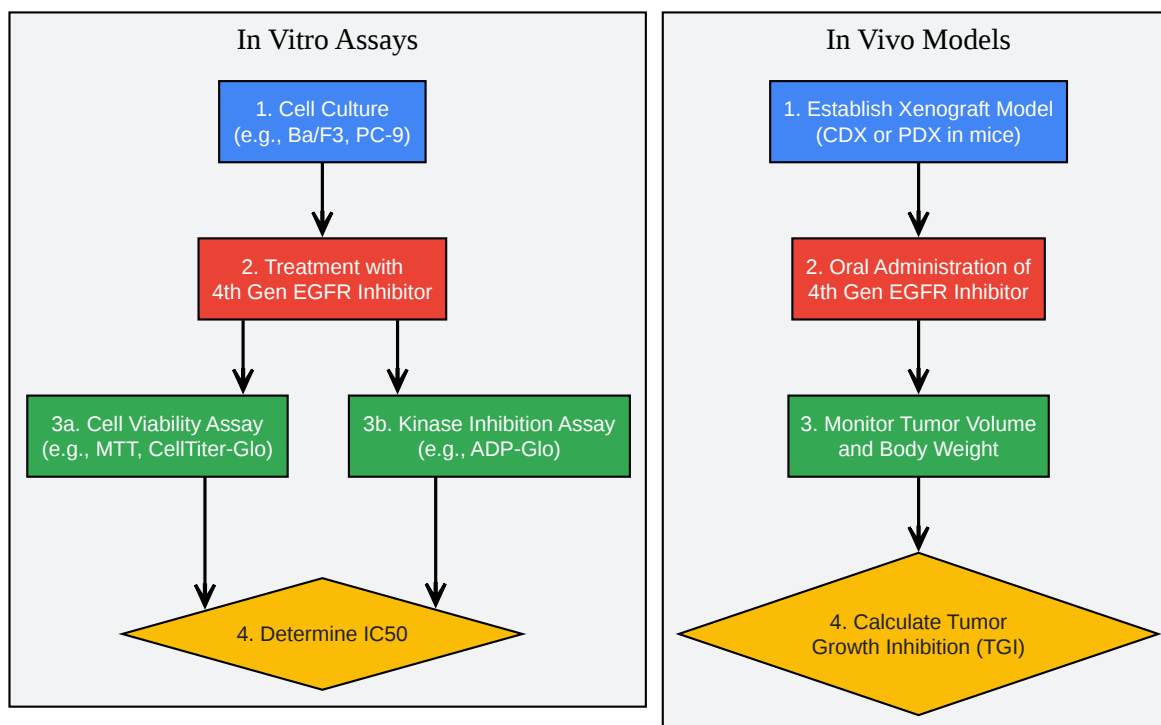 In Vitro Assays
1. Cell Culture
(e.g., Ba/F3, PC-9)
2. Treatment with
4th Gen EGFR Inhibitor
3a. Cell Viability Assay
(e.g., MTT, CellTiter-Glo)
3b. Kinase Inhibition Assay
(e.g., ADP-Glo)
4. Determine IC50
In Vivo Models
1. Establish Xenograft Model
(CDX or PDX in mice)
2. Oral Administration of
4th Gen EGFR Inhibitor
3. Monitor Tumor Volume
and Body Weight
4. Calculate Tumor
Growth Inhibition (TGI)